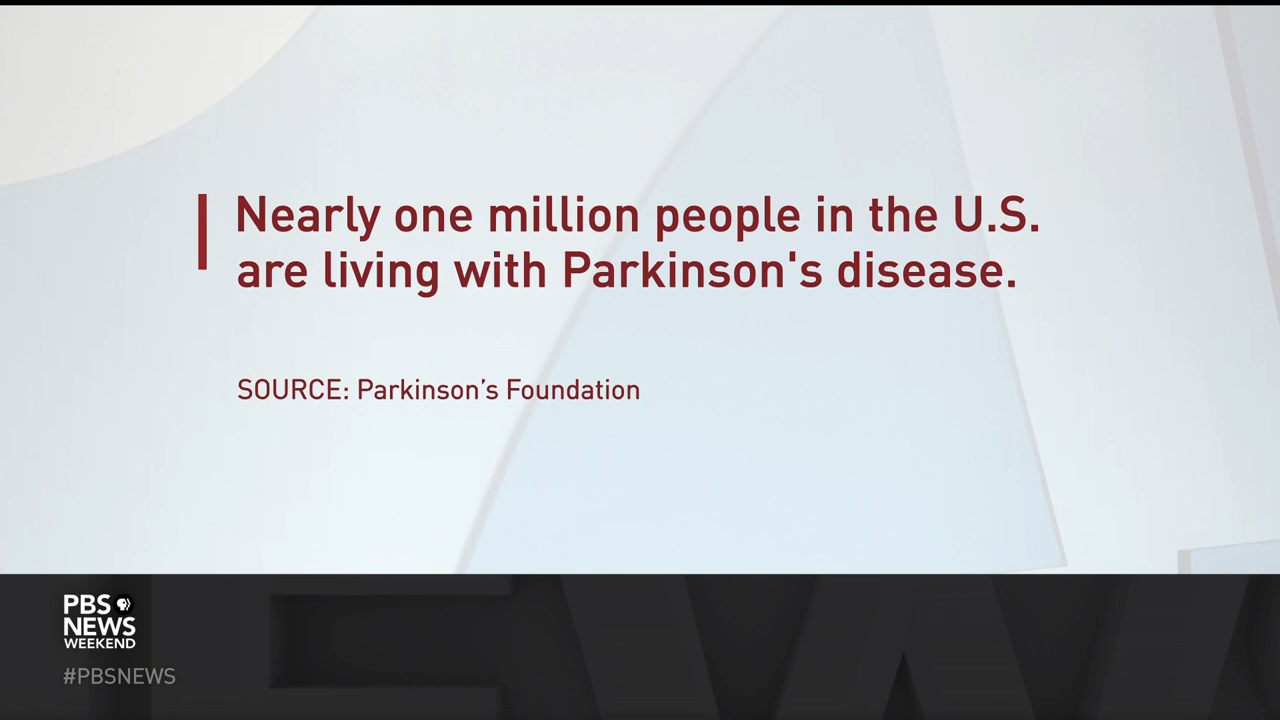 Nearly one million people in the U.S.
are living with Parkinson's disease.
SOURCE: Parkinson’s Foundation
PBS
NEWS
WEEKEND
#PBSNEWS